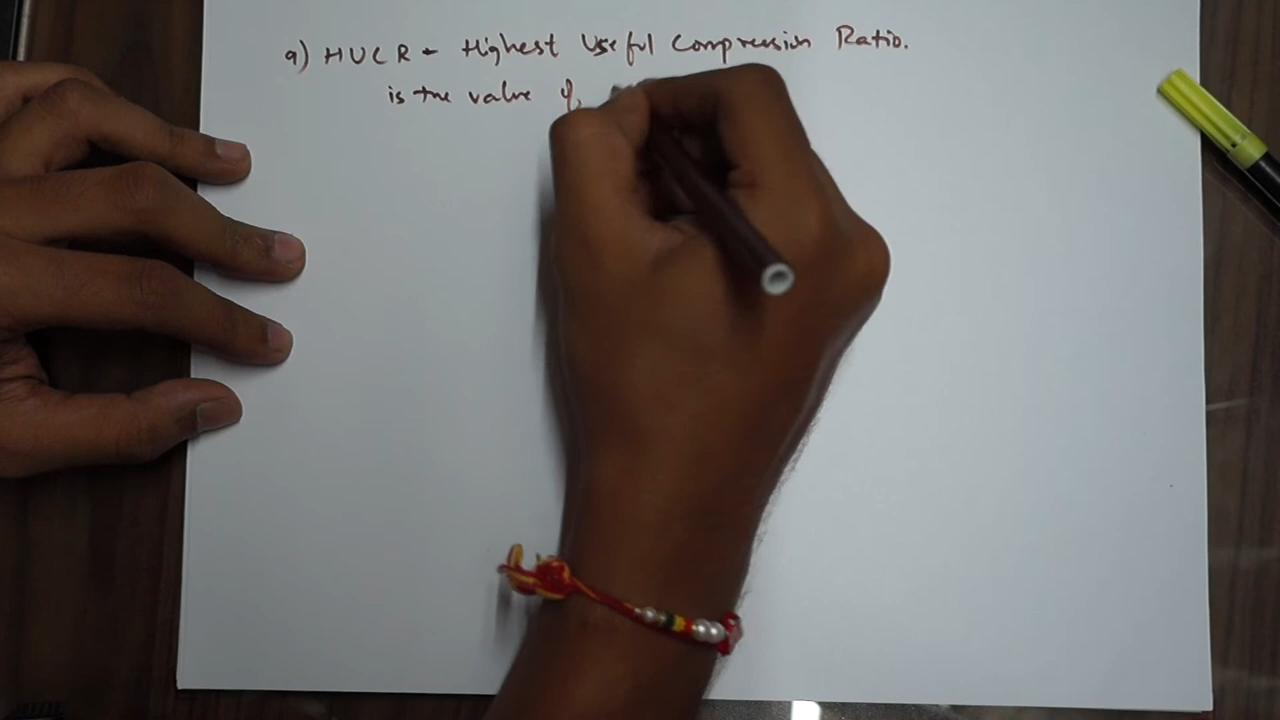 a) HUCR - Highest Useful Compression Ratio.
is the value of